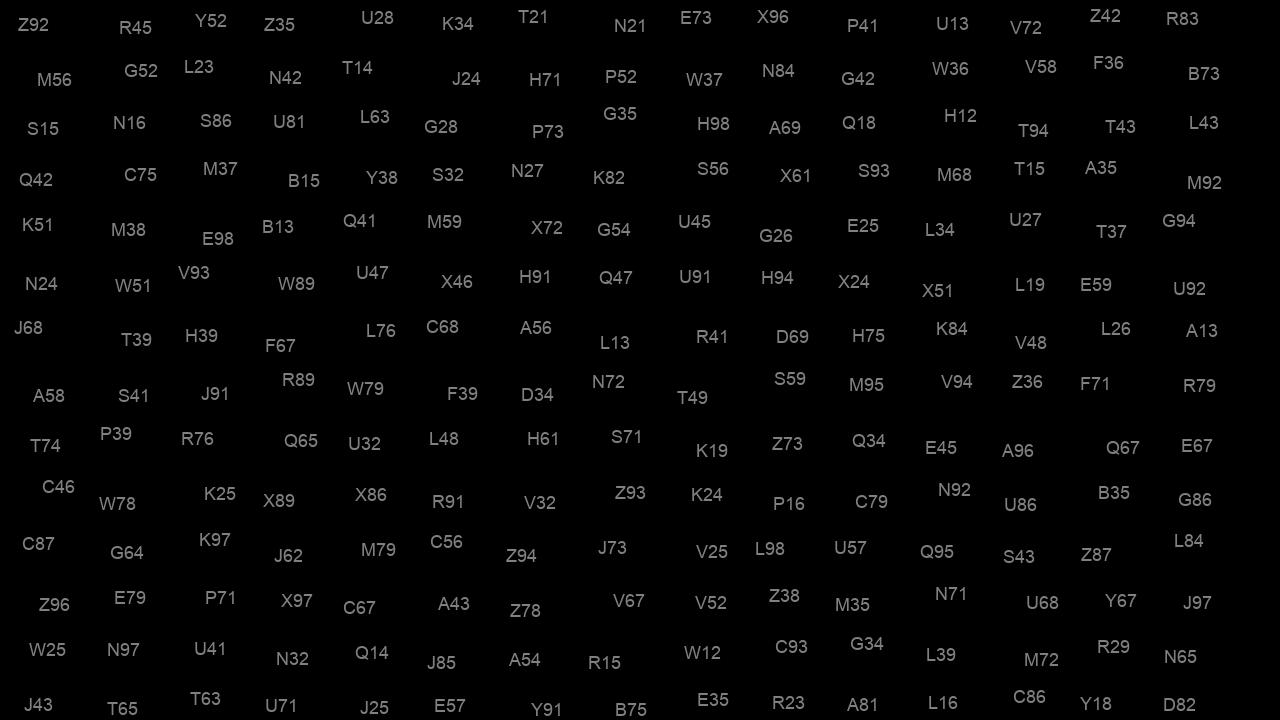 Z92 R45 Y52 Z35 U28 K34 T21 N21 E73 X96 P41 U13 V72 Z42 R83
M56 G52 L23 N42 T14 J24 H71 P52 W37 N84 G42 W36 V58 F36 B73
S15 N16 S86 U81 L63 G28 P73 G35 H98 A69 Q18 H12 T94 T43 L43
Q42 C75 M37 B15 Y38 S32 N27 K82 S56 X61 S93 M68 T15 A35 M92
K51 M38 E98 B13 Q41 M59 X72 G54 U45 G26 E25 L34 U27 T37 G94
N24 W51 V93 W89 U47 X46 H91 Q47 U91 H94 X24 X51 L19 E59 U92
J68 T39 H39 F67 L76 C68 A56 L13 R41 D69 H75 K84 V48 L26 A13
A58 S41 J91 R89 W79 F39 D34 N72 T49 S59 M95 V94 Z36 F71 R79
T74 P39 R76 Q65 U32 L48 H61 S71 K19 Z73 Q34 E45 A96 Q67 E67
C46 W78 K25 X89 X86 R91 V32 Z93 K24 P16 C79 N92 U86 B35 G86
C87 G64 K97 J62 M79 C56 Z94 J73 V25 L98 U57 Q95 S43 Z87 L84
Z96 E79 P71 X97 C67 A43 Z78 V67 V52 Z38 M35 N71 U68 Y67 J97
W25 N97 U41 N32 Q14 J85 A54 R15 W12 C93 G34 L39 M72 R29 N65
J43 T65 T63 U71 J25 E57 Y91 B75 E35 R23 A81 L16 C86 Y18 D82